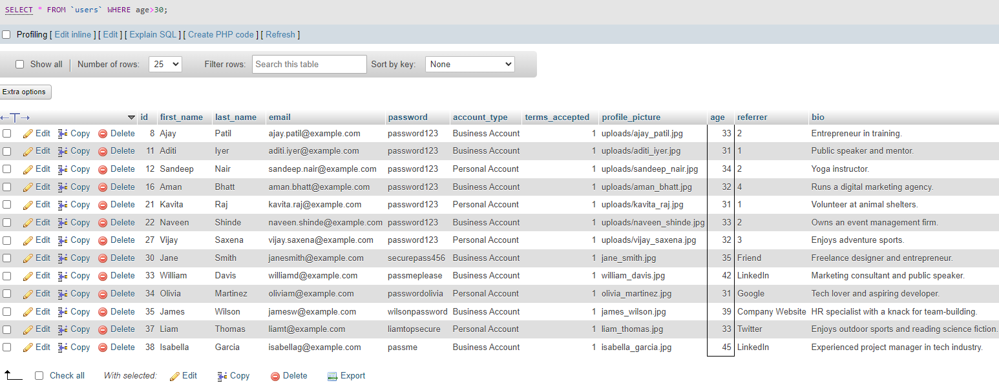 SELECT * FROM `users` WHERE age>30;
Profiling [ Edit inline ] [ Edit ] [ Explain SQL ] [ Create PHP code ] [ Refresh ]
Show all | Number of rows: 25 Filter rows: Search this table Sort by key: None
Extra options
←T→ id first_name last_name email password account_type terms_accepted profile_picture age referrer bio
Edit Copy Delete 8 Ajay Patil ajay.patil@example.com password123 Business Account 1 uploads/ajay_patil.jpg 33 2 Entrepreneur in training.
Edit Copy Delete 11 Aditi Iyer aditi.iyer@example.com password123 Business Account 1 uploads/aditi_iyer.jpg 31 1 Public speaker and mentor.
Edit Copy Delete 12 Sandeep Nair sandeep.nair@example.com password123 Personal Account 1 uploads/sandeep_nair.jpg 34 2 Yoga instructor.
Edit Copy Delete 16 Aman Bhatt aman.bhatt@example.com password123 Business Account 1 uploads/aman_bhatt.jpg 32 4 Runs a digital marketing agency.
Edit Copy Delete 21 Kavita Raj kavita.raj@example.com password123 Personal Account 1 uploads/kavita_raj.jpg 31 1 Volunteer at animal shelters.
Edit Copy Delete 22 Naveen Shinde naveen.shinde@example.com password123 Business Account 1 uploads/naveen_shinde.jpg 33 2 Owns an event management firm.
Edit Copy Delete 27 Vijay Saxena vijay.saxena@example.com password123 Personal Account 1 uploads/vijay_saxena.jpg 32 3 Enjoys adventure sports.
Edit Copy Delete 30 Jane Smith janesmith@example.com securepass456 Business Account 1 jane_smith.jpg 35 Friend Freelance designer and entrepreneur.
Edit Copy Delete 33 William Davis williamd@example.com passmeplease Business Account 1 william_davis.jpg 42 LinkedIn Marketing consultant and public speaker.
Edit Copy Delete 34 Olivia Martinez oliviam@example.com passwordolivia Personal Account 1 olivia_martinez.jpg 31 Google Tech lover and aspiring developer.
Edit Copy Delete 35 James Wilson jamesw@example.com wilsonpassword Business Account 1 james_wilson.jpg 39 Company Website HR specialist with a knack for team-building.
Edit Copy Delete 37 Liam Thomas liamt@example.com liamtopsecure Personal Account 1 liam_thomas.jpg 33 Twitter Enjoys outdoor sports and reading science fiction.
Edit Copy Delete 38 Isabella Garcia isabellag@example.com passme Business Account 1 isabella_garcia.jpg 45 LinkedIn Experienced project manager in tech industry.
Check all With selected: Edit Copy Delete Export